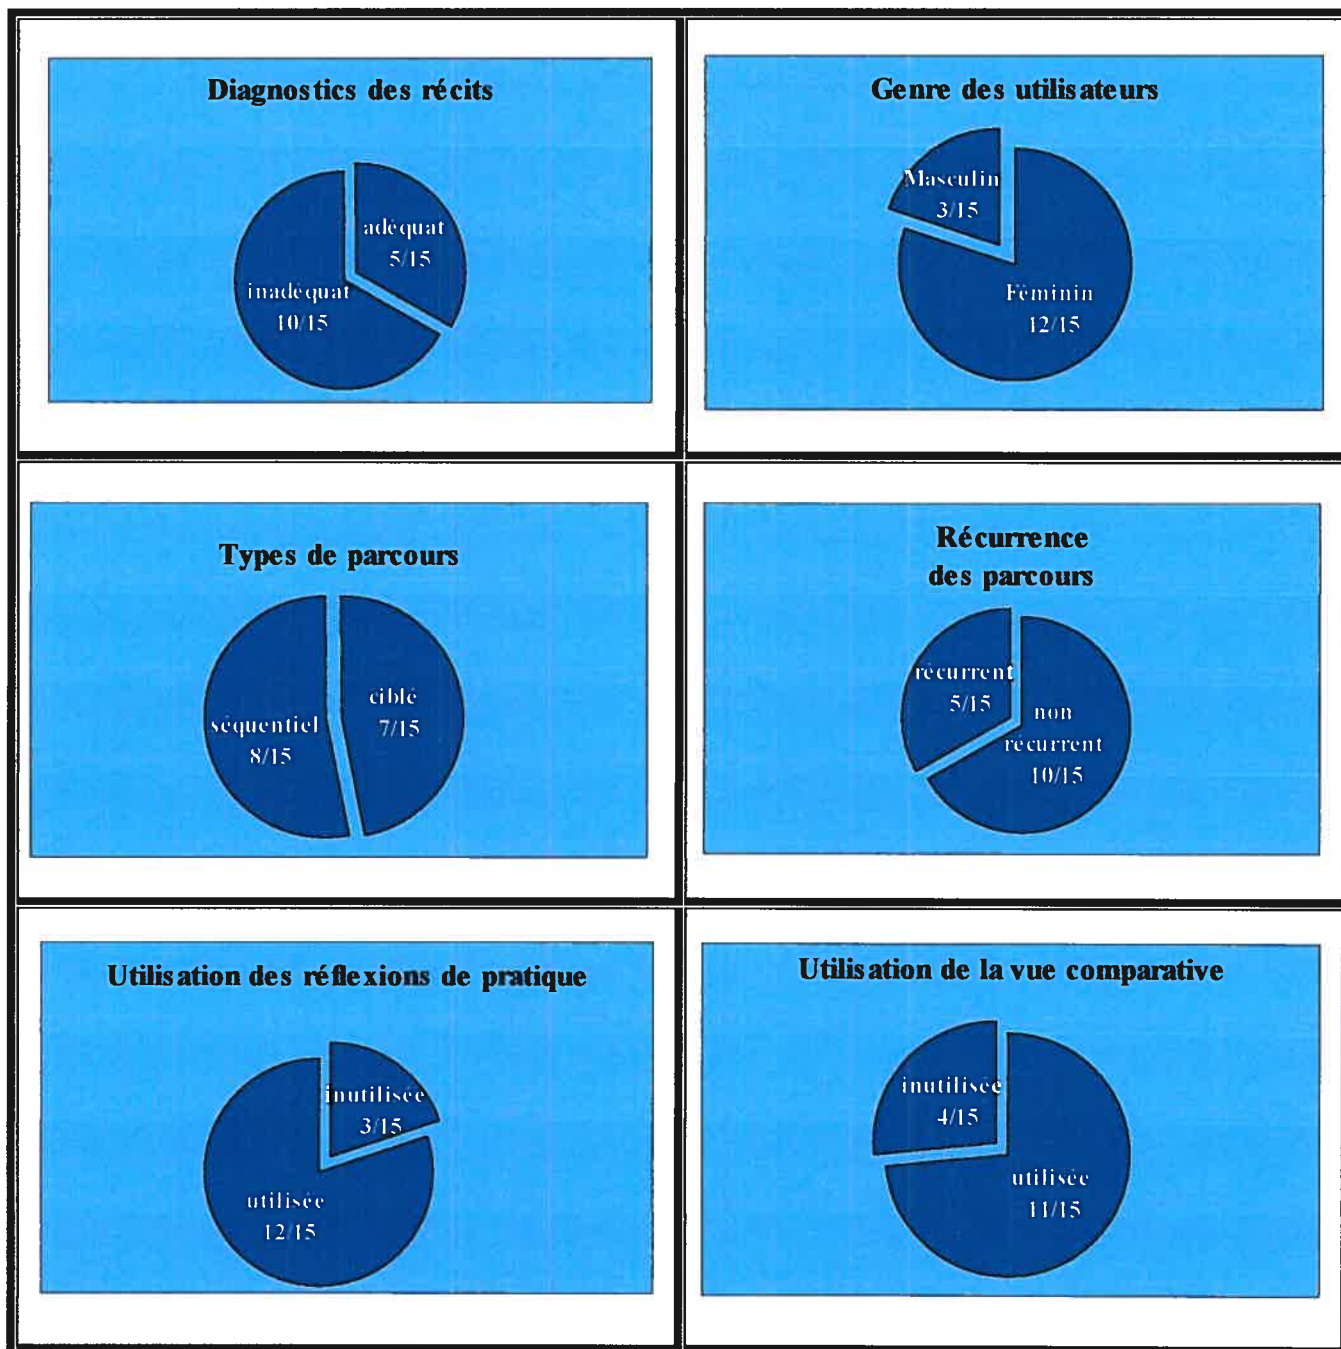 Diagnostics des récits
adéquat
5/15
inadéquat
10/15
Genre des utilisateurs
Masculin
3/15
Féminin
12/15
Types de parcours
ciblé
7/15
séquentiel
8/15
Récurrence
des parcours
récurrent
5/15
non
récurrent
10/15
Utilisation des réflexions de pratique
inutilisée
3/15
utilisée
12/15
Utilisation de la vue comparative
inutilisée
4/15
utilisée
11/15